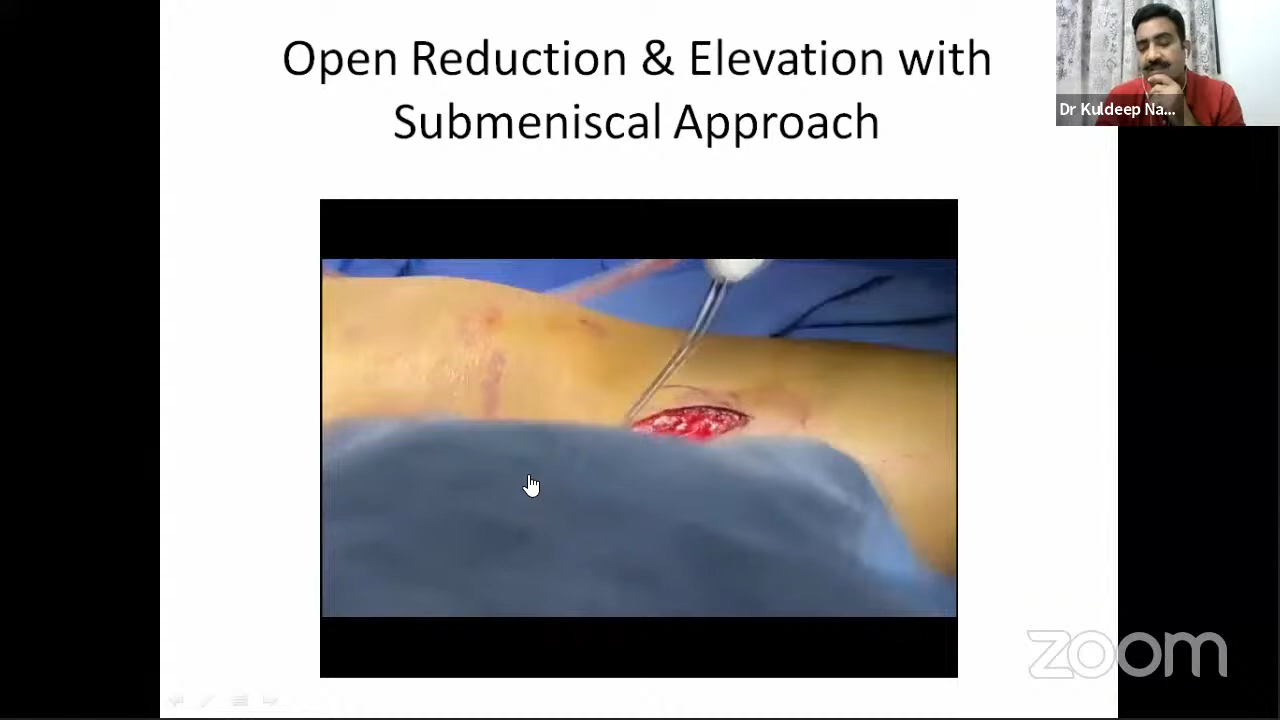 Open Reduction & Elevation with
Submeniscal Approach
Dr Kuldeep Na...
zoom